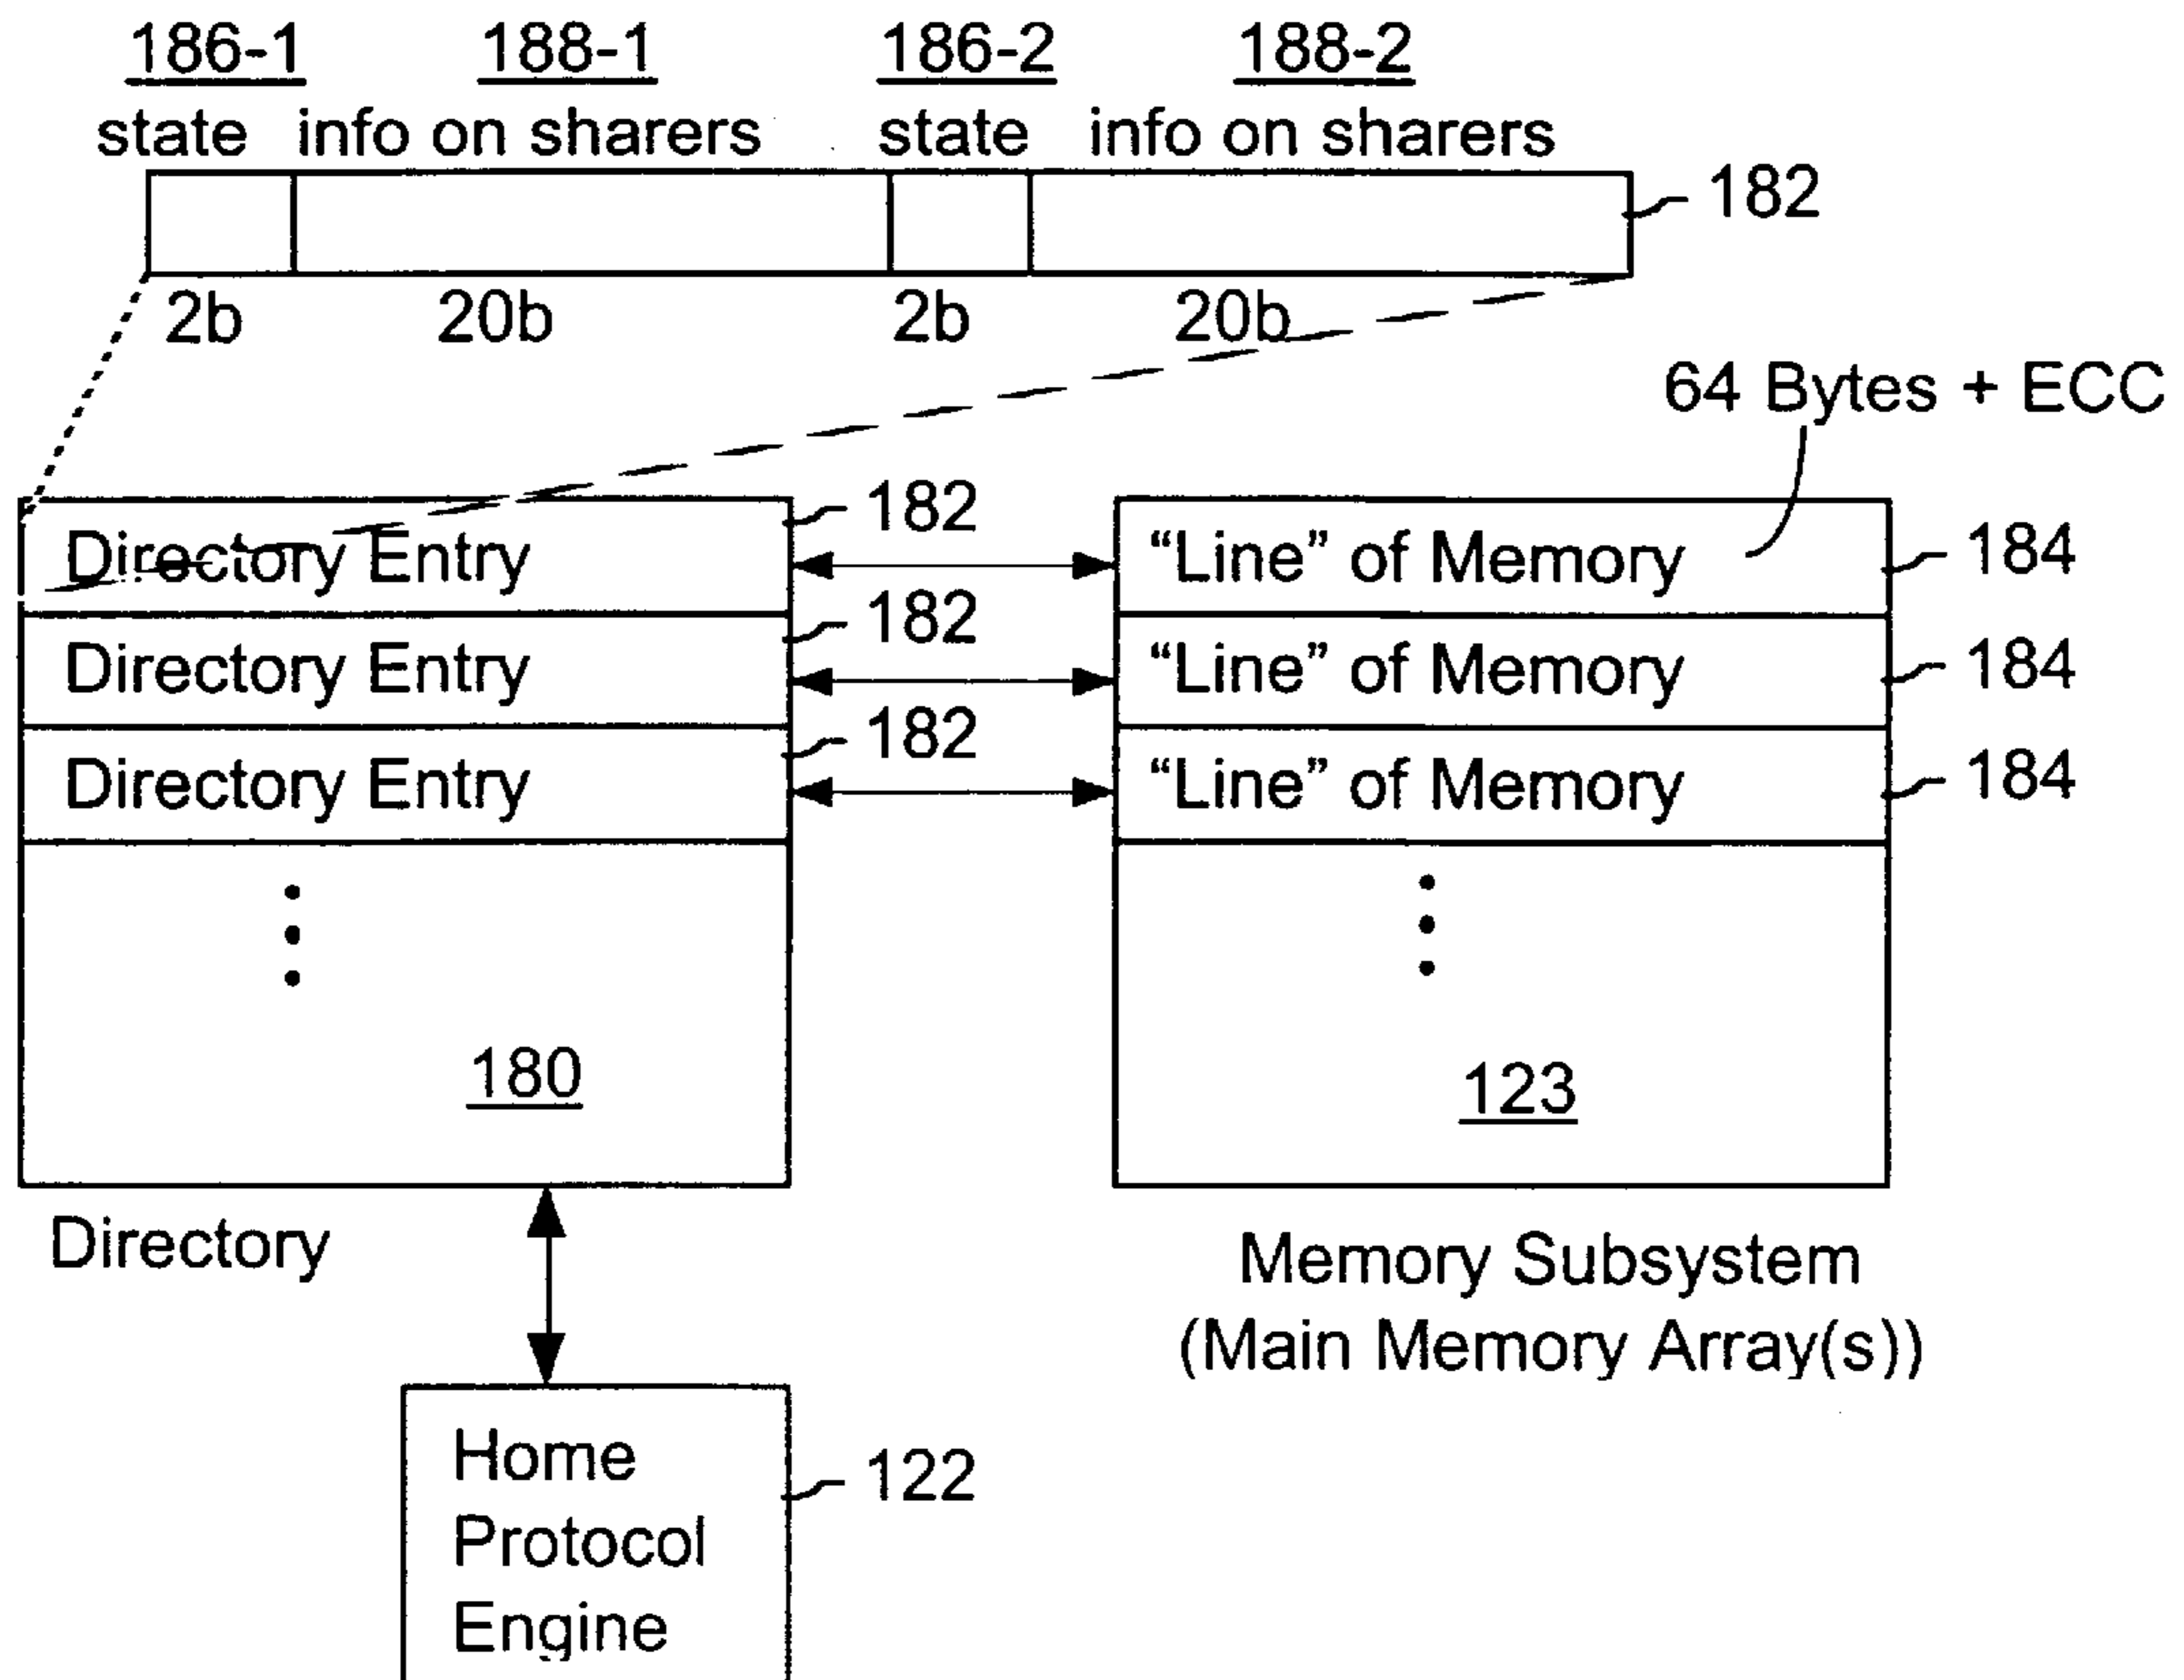 186-1 188-1 186-2 188-2
state info on sharers state info on sharers
182
2b 20b 2b 20b
64 Bytes + ECC
Directory Entry 182 “Line” of Memory 184
Directory Entry 182 “Line” of Memory 184
Directory Entry 182 “Line” of Memory 184
180
123
Directory
Memory Subsystem
(Main Memory Array(s))
Home
Protocol
Engine
122